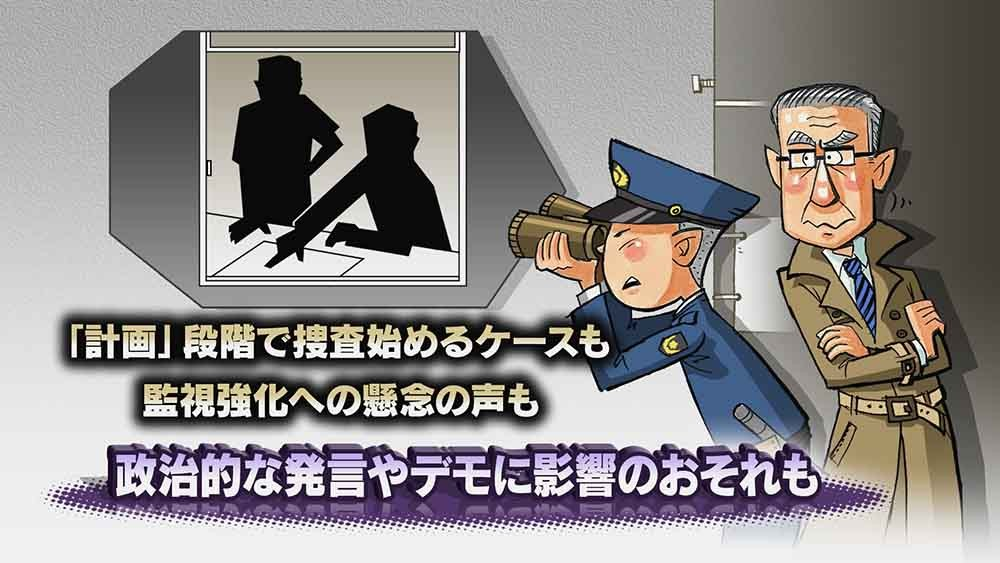 「計画」段階で捜査始めるケースも
監視強化への懸念の声も
政治的な発言やデモに影響のおそれも